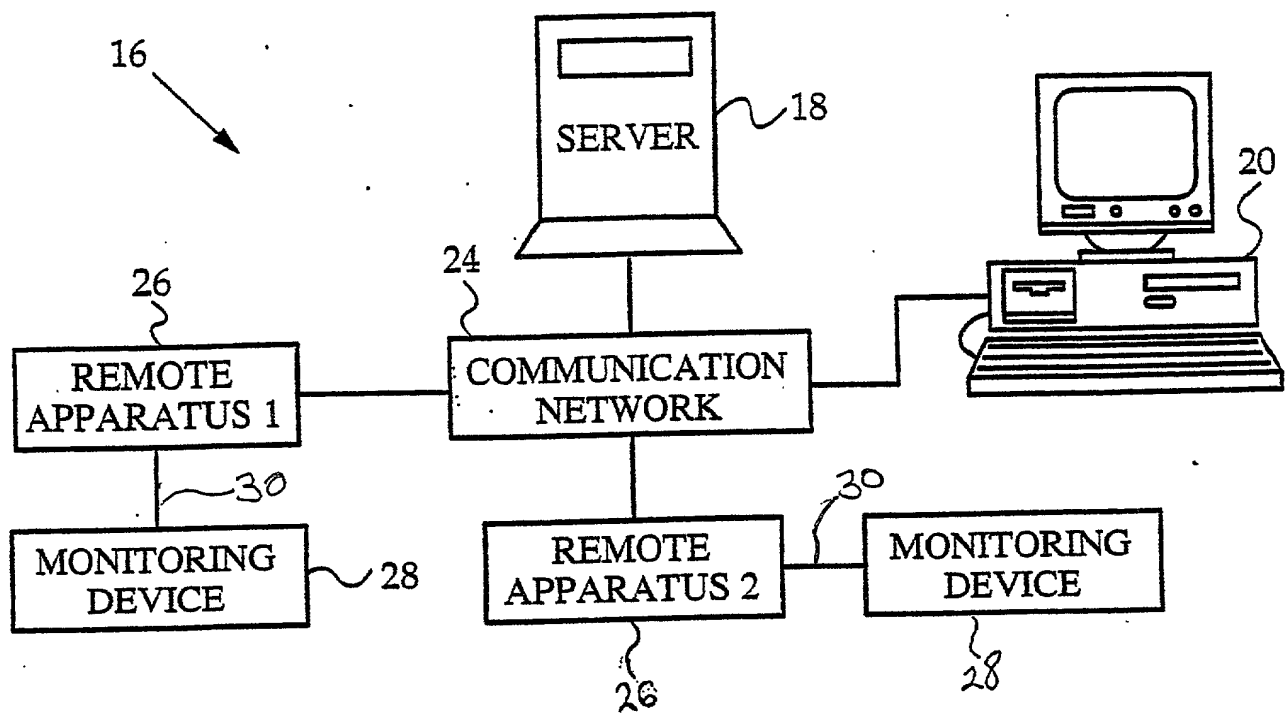 16
SERVER
18
20
24
26
REMOTE
APPARATUS 1
COMMUNICATION
NETWORK
30
30
MONITORING
DEVICE
28
REMOTE
APPARATUS 2
MONITORING
DEVICE
26
28